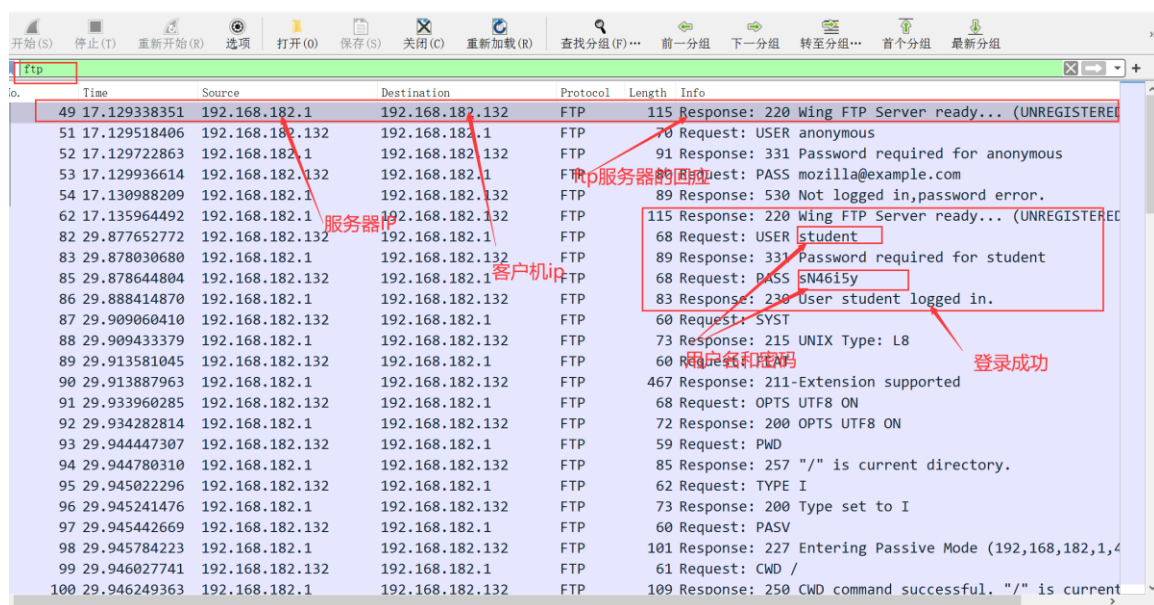 开始(S) 停止(T) 重新开始(R) 选项 打开(O) 保存(S) 关闭(C) 重新加载(R) 查找分组(F)⋯ 前一分组 下一分组 转至分组⋯ 首个分组 最新分组
ftp
Time Source Destination Protocol Length Info
49 17.129338351 192.168.182.1 192.168.182.132 FTP 115 Response: 220 Wing FTP Server ready... (UNREGISTERED
51 17.129518406 192.168.182.132 192.168.182.1 FTP 70 Request: USER anonymous
52 17.129722863 192.168.182.1 192.168.182.132 FTP 91 Response: 331 Password required for anonymous
53 17.129936614 192.168.182.132 192.168.182.1 FTP 80 Request: PASS mozilla@example.com
ftp服务器的回应
54 17.130988209 192.168.182.1 192.168.182.132 FTP 89 Response: 530 Not logged in,password error.
62 17.135964492 192.168.182.1 192.168.182.132 FTP 115 Response: 220 Wing FTP Server ready... (UNREGISTERED
服务器IP
82 29.877652772 192.168.182.132 192.168.182.1 FTP 68 Request: USER student
83 29.878030680 192.168.182.1 192.168.182.132 FTP 89 Response: 331 Password required for student
客户机ip
85 29.878644804 192.168.182.132 192.168.182.1 FTP 68 Request: PASS sN46i5y
86 29.888414870 192.168.182.1 192.168.182.132 FTP 83 Response: 230 User student logged in.
87 29.909060410 192.168.182.132 192.168.182.1 FTP 60 Request: SYST
88 29.909433379 192.168.182.1 192.168.182.132 FTP 73 Response: 215 UNIX Type: L8
用户名和密码
登录成功
89 29.913581045 192.168.182.132 192.168.182.1 FTP 60 Request: FEAT
90 29.913887963 192.168.182.1 192.168.182.132 FTP 467 Response: 211-Extension supported
91 29.933960285 192.168.182.132 192.168.182.1 FTP 68 Request: OPTS UTF8 ON
92 29.934282814 192.168.182.1 192.168.182.132 FTP 72 Response: 200 OPTS UTF8 ON
93 29.944447307 192.168.182.132 192.168.182.1 FTP 59 Request: PWD
94 29.944780310 192.168.182.1 192.168.182.132 FTP 85 Response: 257 "/" is current directory.
95 29.945022296 192.168.182.132 192.168.182.1 FTP 62 Request: TYPE I
96 29.945241476 192.168.182.1 192.168.182.132 FTP 73 Response: 200 Type set to I
97 29.945442669 192.168.182.132 192.168.182.1 FTP 60 Request: PASV
98 29.945784223 192.168.182.1 192.168.182.132 FTP 101 Response: 227 Entering Passive Mode (192,168,182,1,4
99 29.946027741 192.168.182.132 192.168.182.1 FTP 61 Request: CWD /
100 29.946249363 192.168.182.1 192.168.182.132 FTP 109 Response: 250 CWD command successful. "/" is current